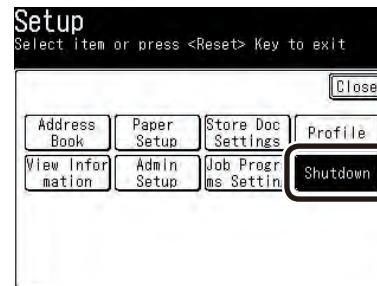 Setup
Select item or press <Reset> Key to exit
Close
Address Book
Paper Setup
Store Doc Settings
Profile
View Infor mation
Admin Setup
Job Progr ms Settin
Shutdown